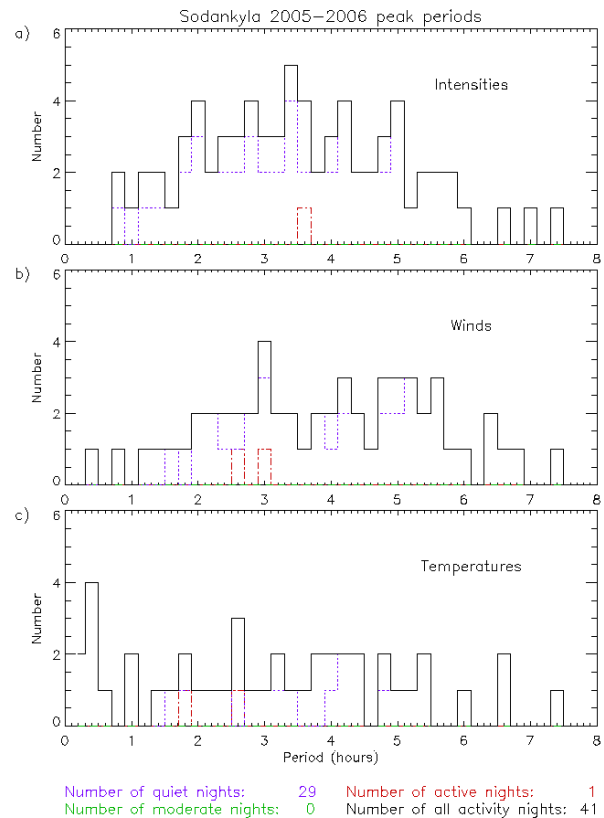 Sodankyla 2005-2006 peak periods
a)
6
4
2
0
Number
Intensities
0 1 2 3 4 5 6 7 8
b)
6
4
2
0
Number
Winds
0 1 2 3 4 5 6 7 8
c)
6
4
2
0
Number
Temperatures
0 1 2 3 4 5 6 7 8
Period (hours)
Number of quiet nights: 29 Number of active nights: 1
Number of moderate nights: 0 Number of all activity nights: 41